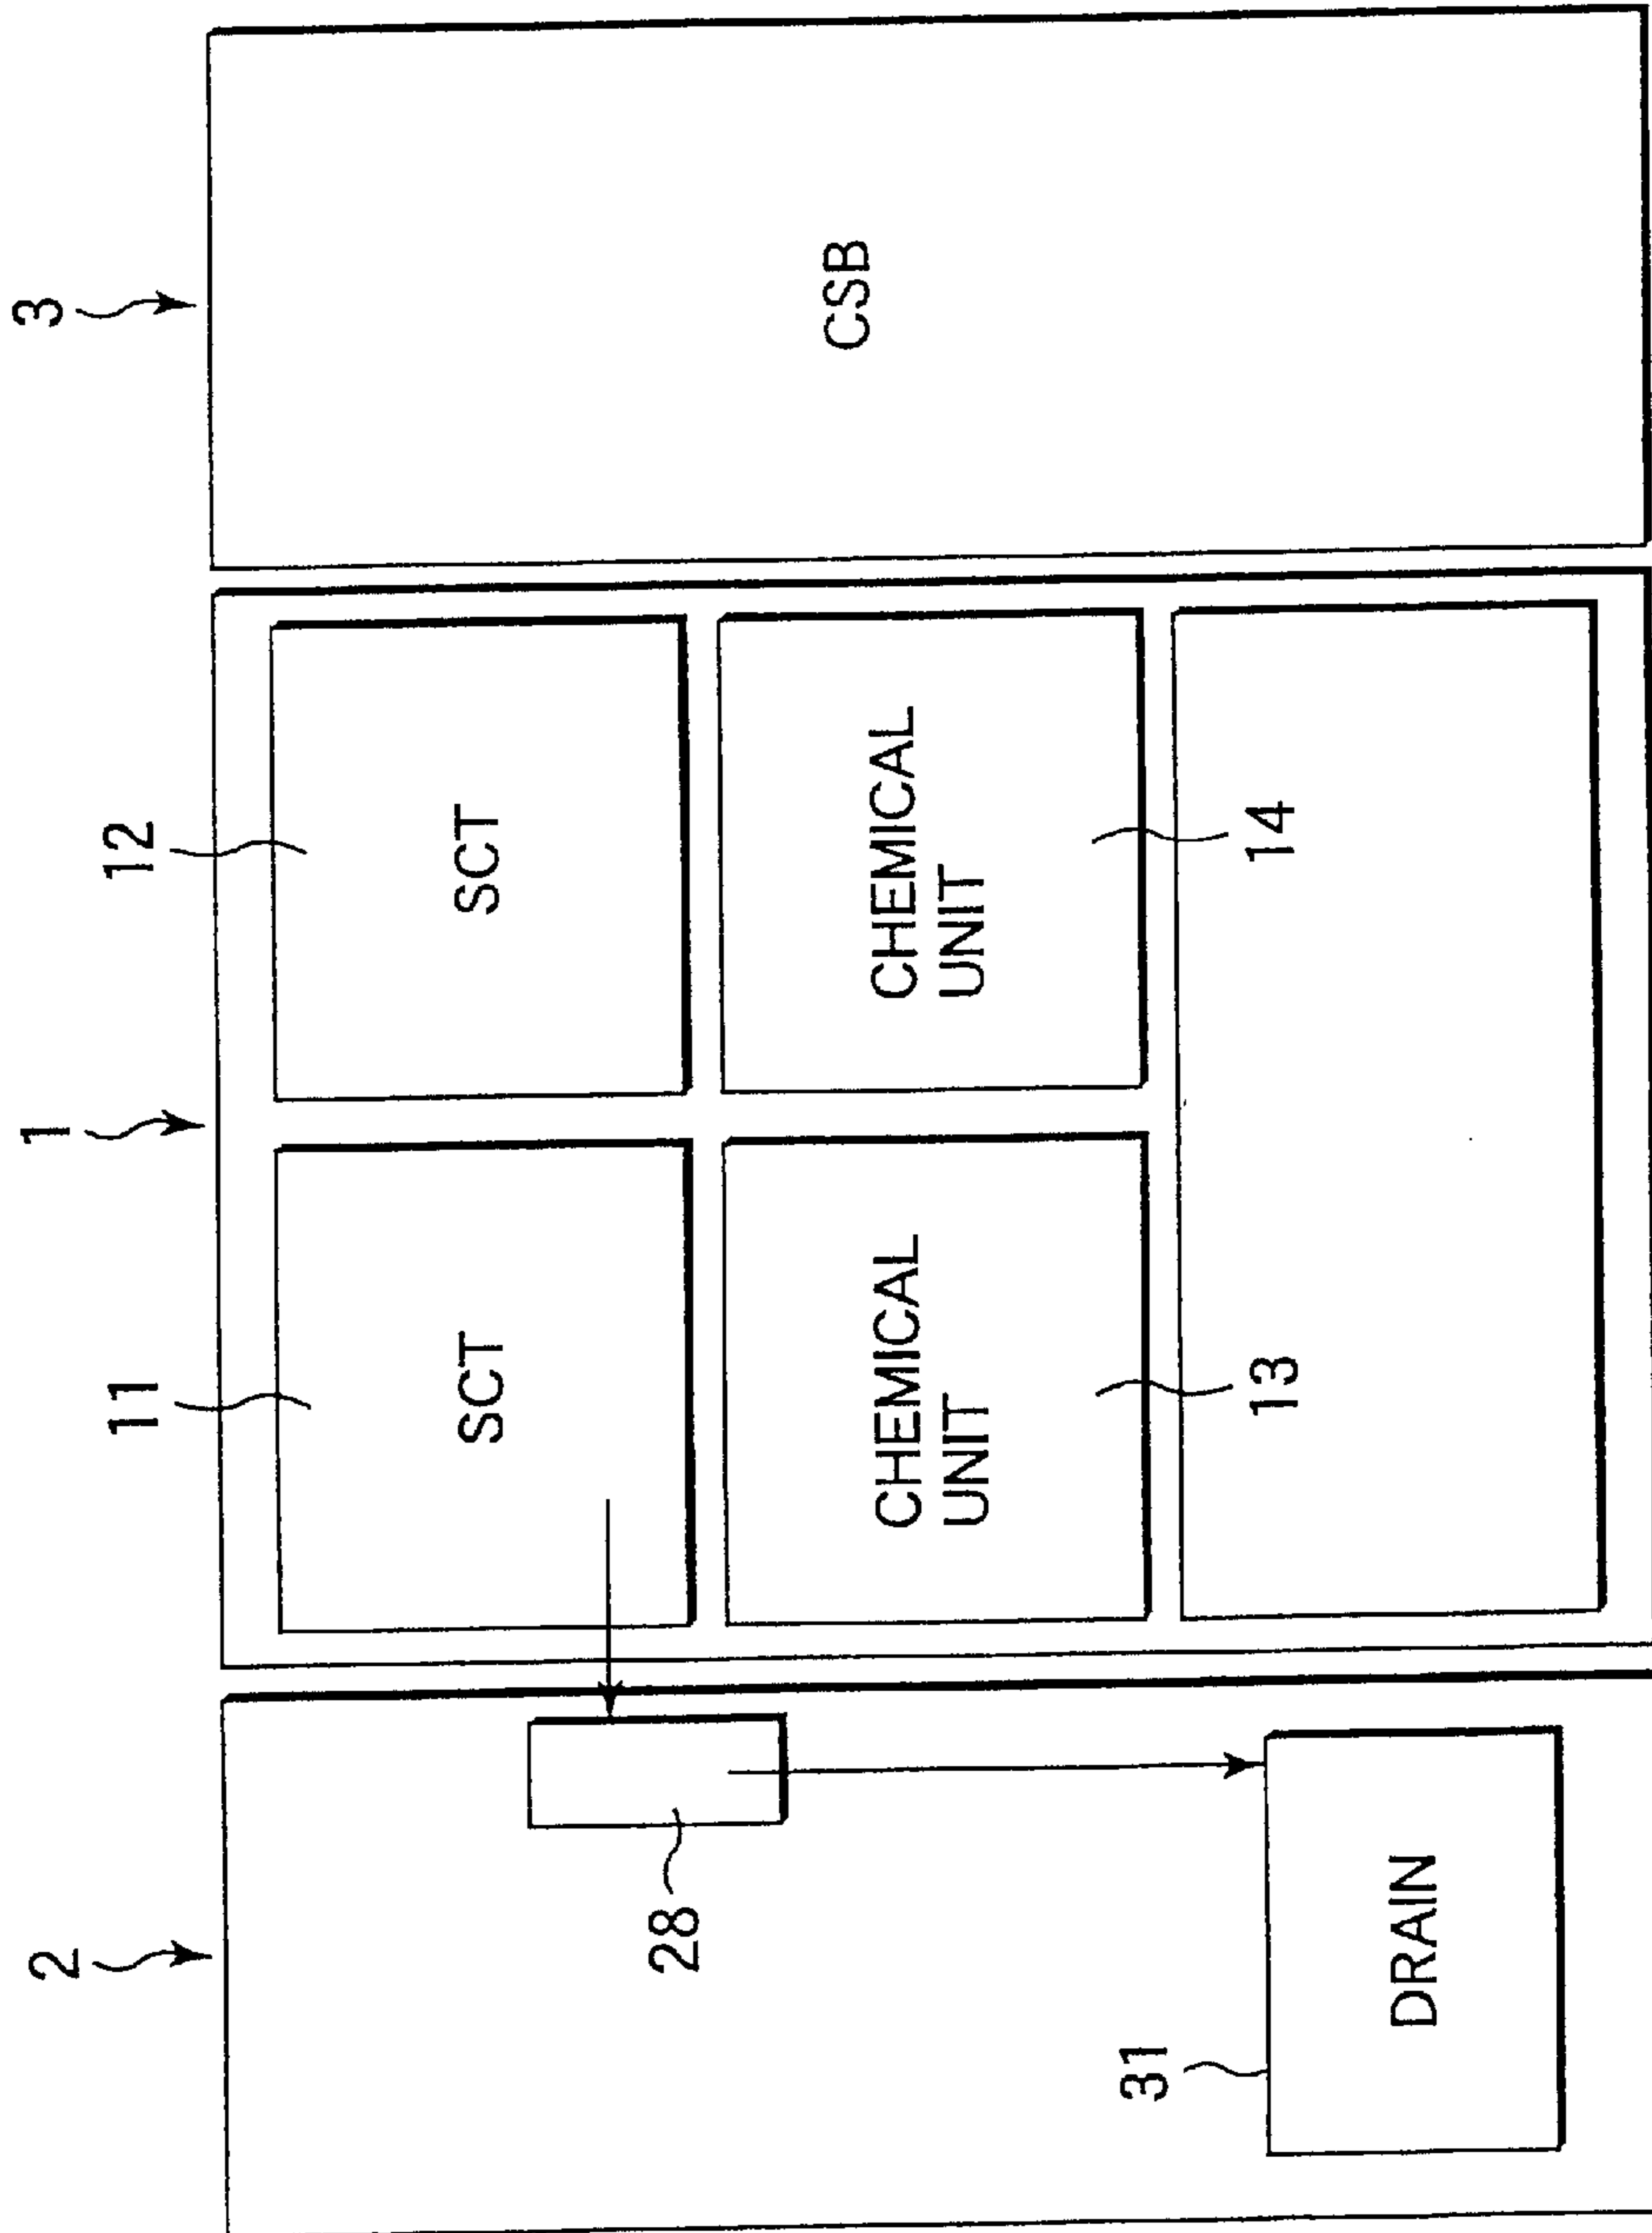 2
1
3
11
12
SCT
SCT
28
CHEMICAL
UNIT
CHEMICAL
UNIT
31
13
14
DRAIN
CSB